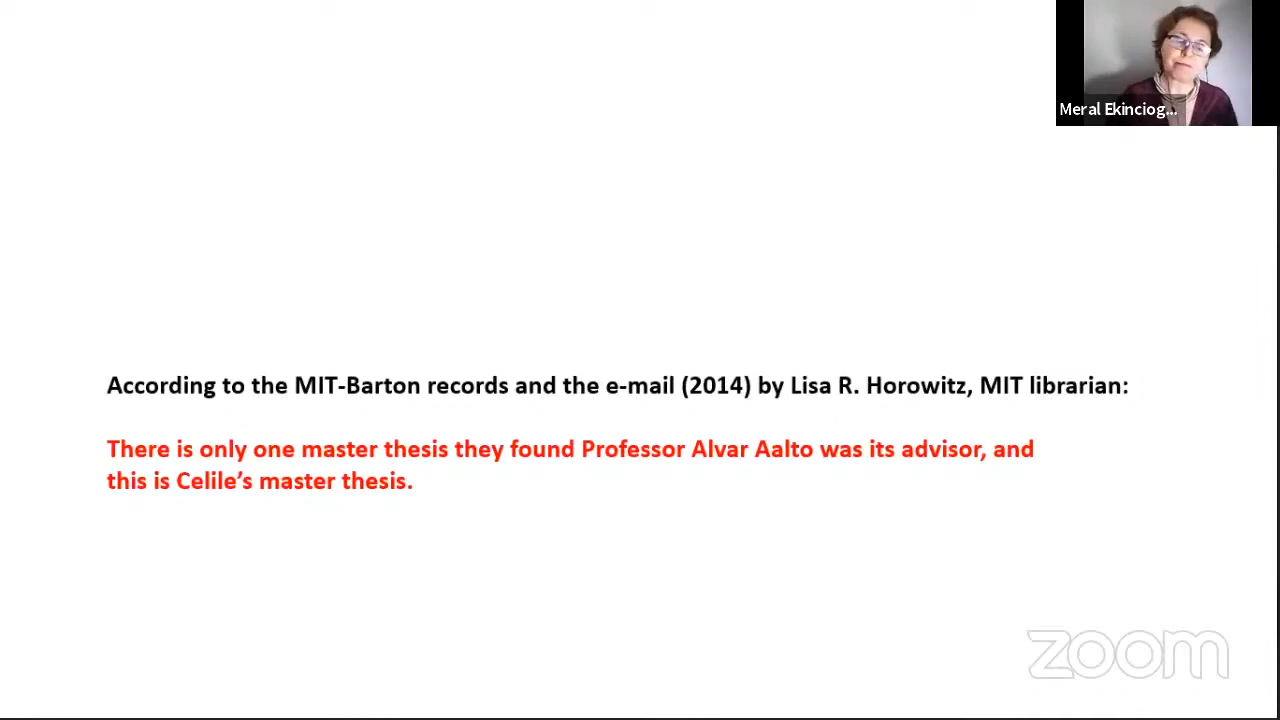 Meral Ekinciog...
According to the MIT-Barton records and the e-mail (2014) by Lisa R. Horowitz, MIT librarian:
There is only one master thesis they found Professor Alvar Aalto was its advisor, and
this is Celile’s master thesis.
zoom